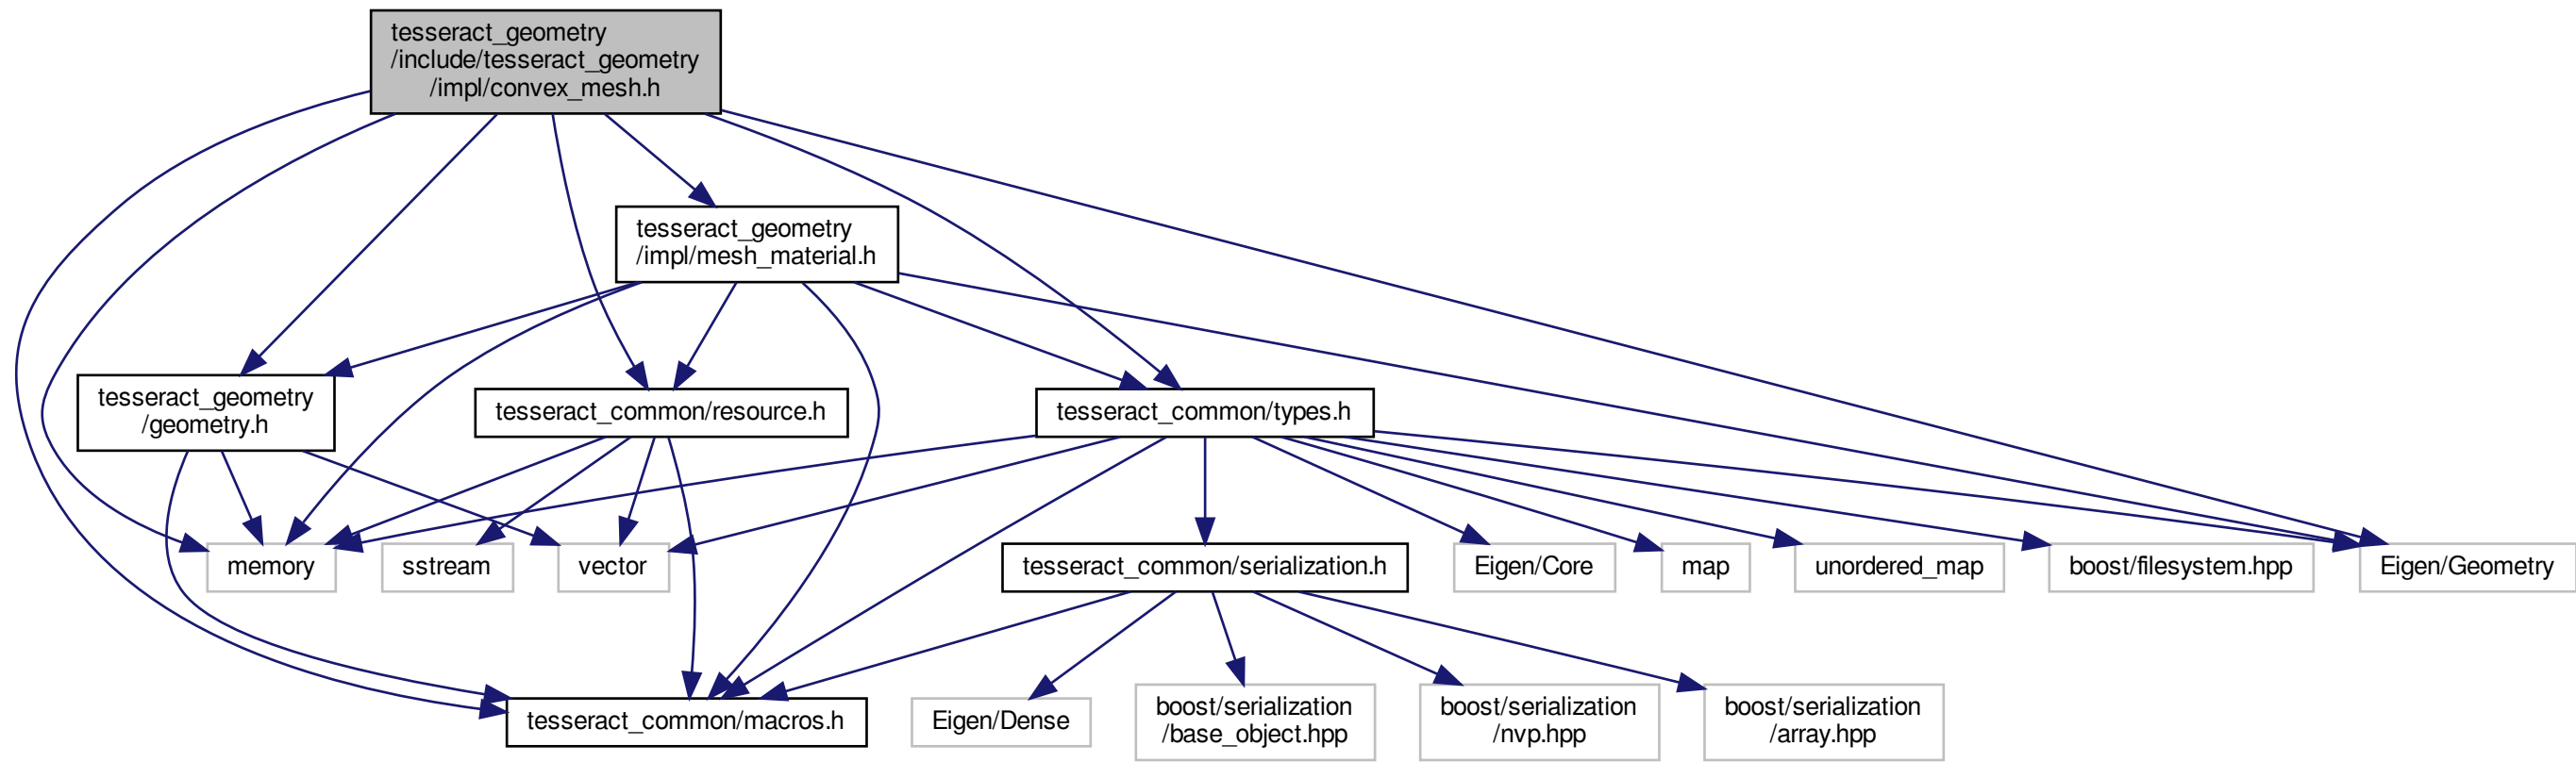 tesseract_geometry
/include/tesseract_geometry
/impl/convex_mesh.h
tesseract_geometry
/impl/mesh_material.h
tesseract_geometry
/geometry.h
tesseract_common/resource.h
tesseract_common/types.h
memory
sstream
vector
tesseract_common/serialization.h
Eigen/Core
map
unordered_map
boost/filesystem.hpp
Eigen/Geometry
tesseract_common/macros.h
Eigen/Dense
boost/serialization
/base_object.hpp
boost/serialization
/nvp.hpp
boost/serialization
/array.hpp